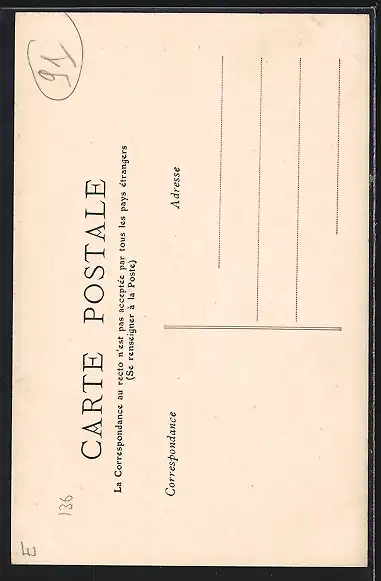 91
CARTE POSTALE
La Correspondance au recto n'est pas acceptée par tous les pays étrangers
(Se renseigner à la Poste)
Correspondance
Adresse
136
E